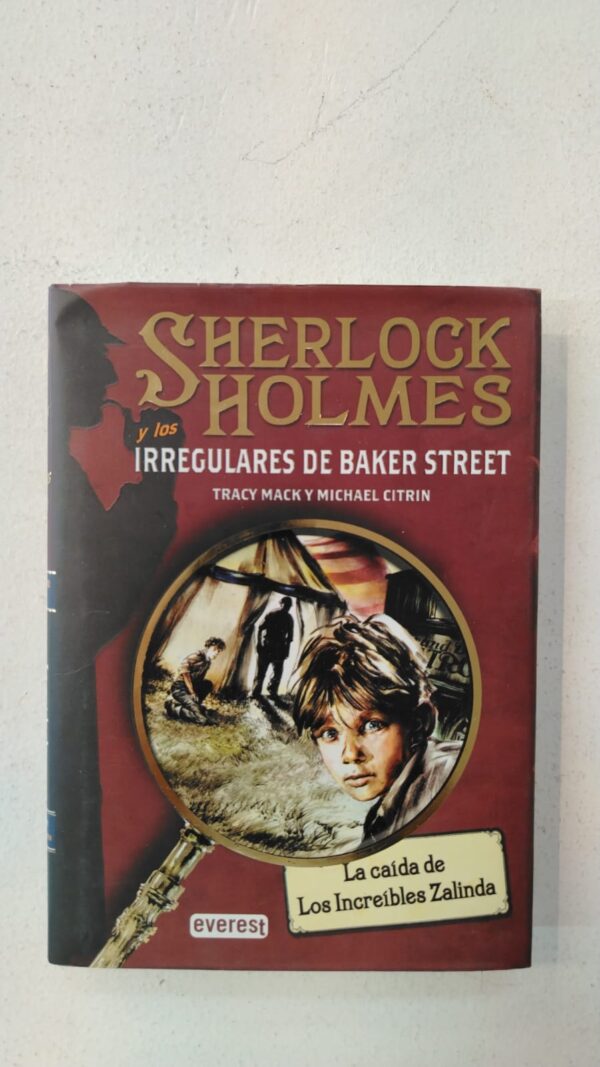 SHERLOCK
HOLMES
y los
IRREGULARES DE BAKER STREET
TRACY MACK Y MICHAEL CITRIN
La caída de
Los Increíbles Zalinda
everest